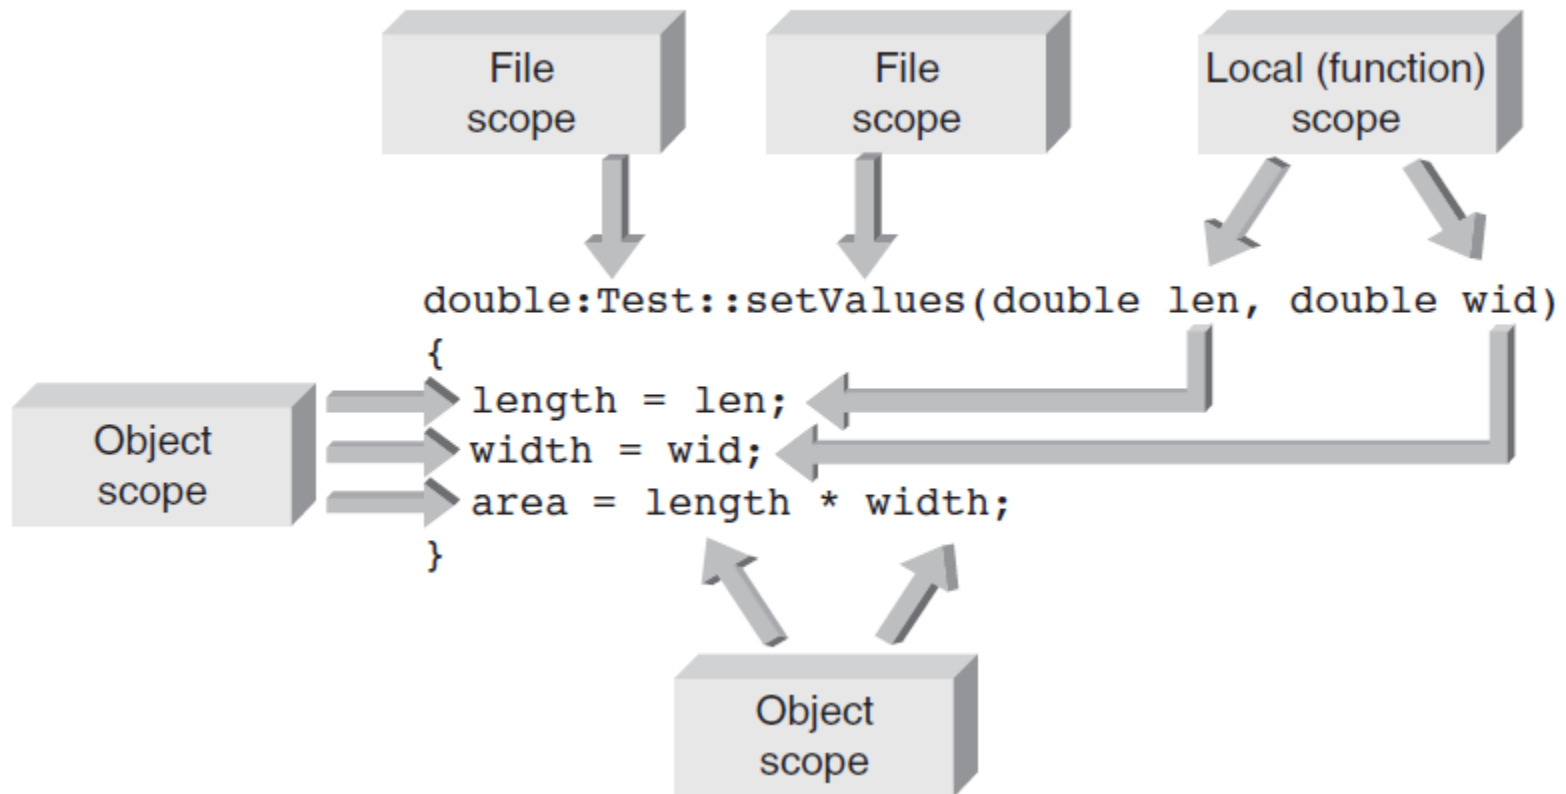 File
scope
File
scope
Local (function)
scope
double:Test::setValues(double len, double wid)
{
length = len;
width = wid;
area = length * width;
}
Object
scope
Object
scope